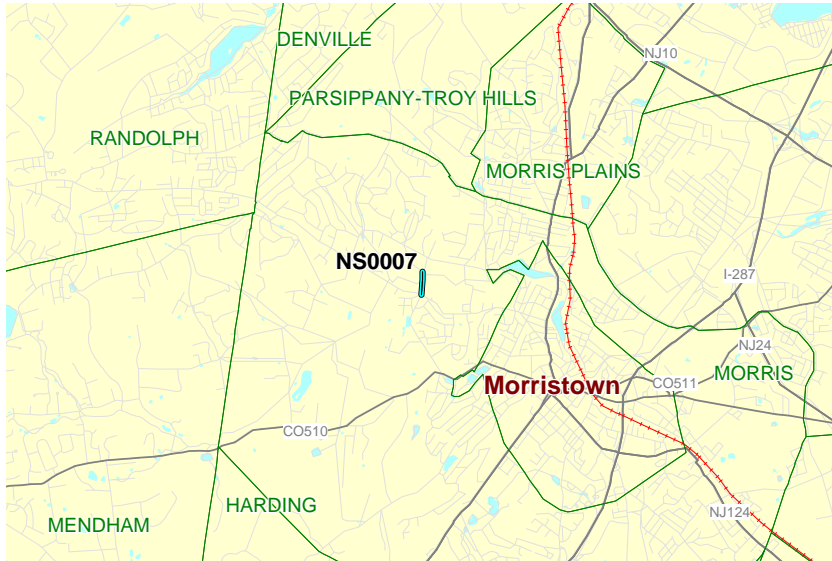 DENVILLE
NJ10
PARSIPPANY-TROY HILLS
RANDOLPH
MORRIS PLAINS
NS0007
I-287
NJ24
MORRIS
Morristown
CO511
CO510
HARDING
NJ124
MENDHAM